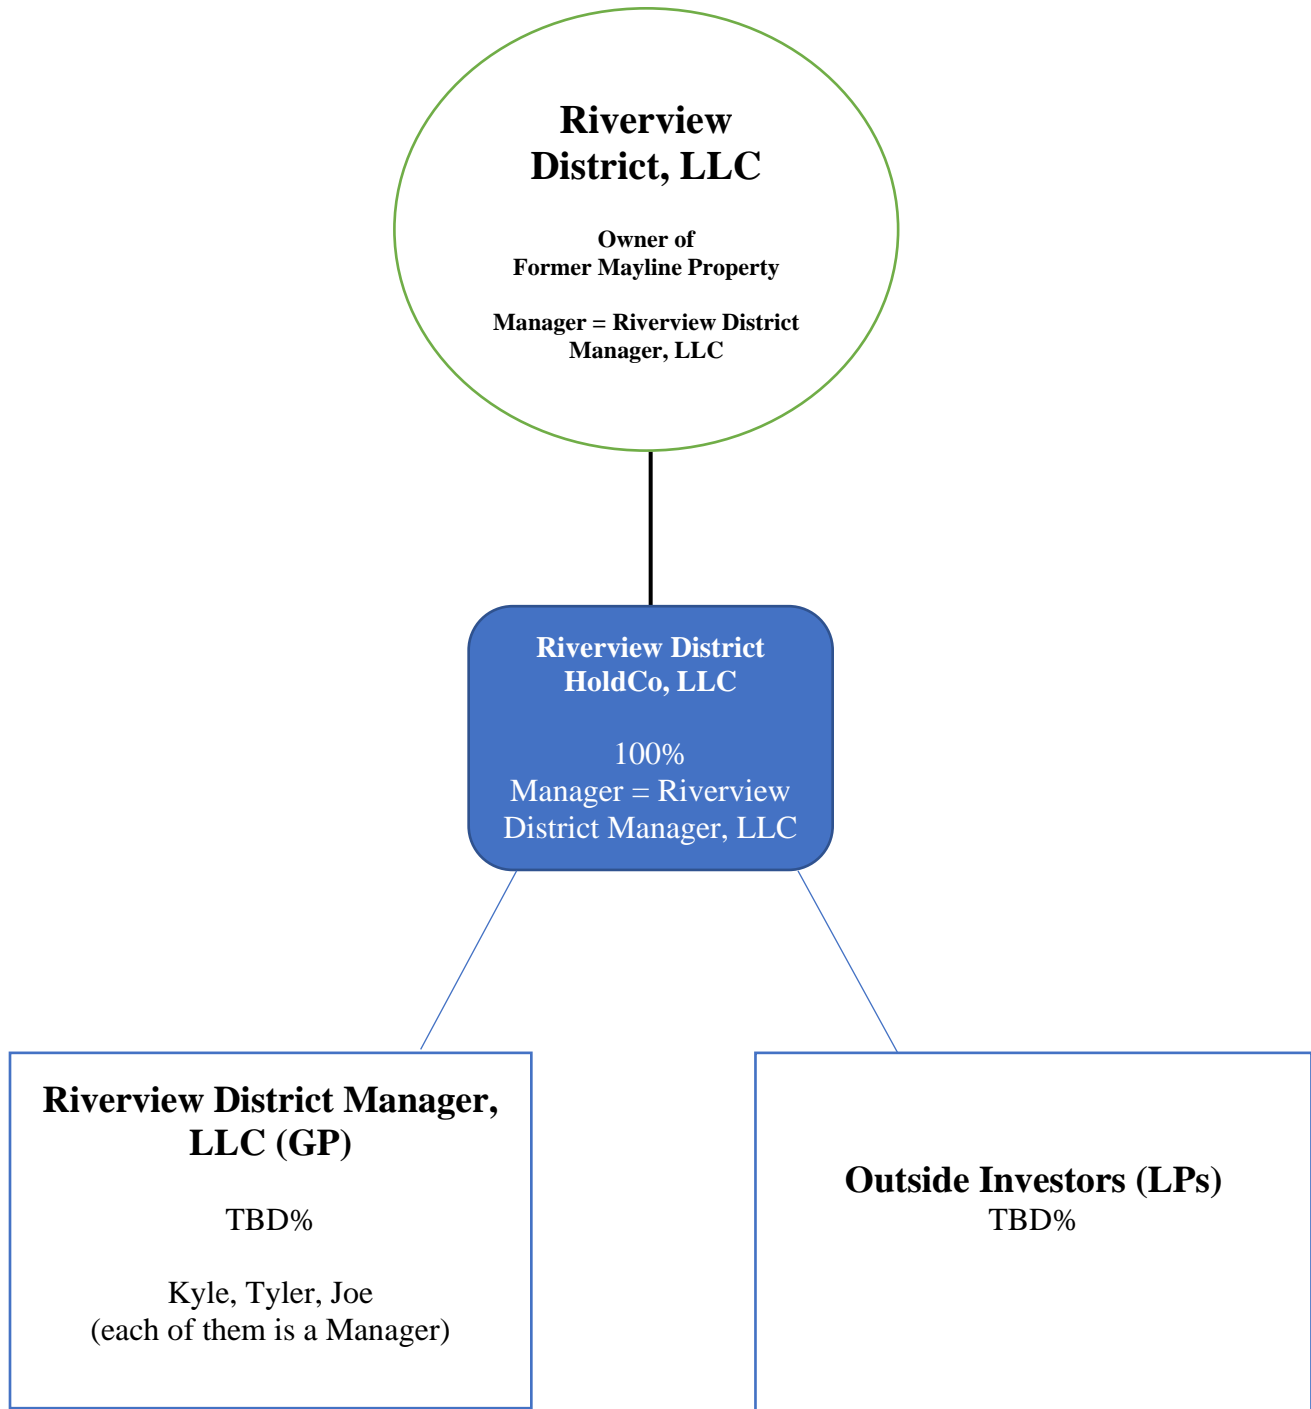 Riverview
District, LLC
Owner of
Former Mayline Property
Manager = Riverview District
Manager, LLC
Riverview District
HoldCo, LLC
100%
Manager = Riverview
District Manager, LLC
Riverview District Manager,
LLC (GP)
TBD%
Kyle, Tyler, Joe
(each of them is a Manager)
Outside Investors (LPs)
TBD%